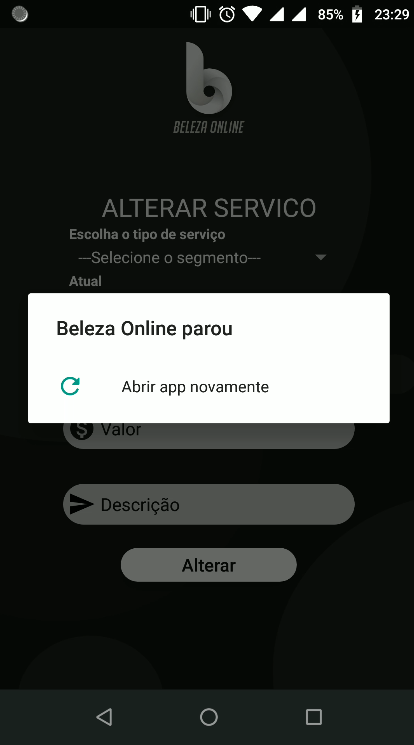 85% 23:29
BELEZA ONLINE
ALTERAR SERVICO
Escolha o tipo de serviço
---Selecione o segmento---
Atual
Beleza Online parou
Abrir app novamente
Valor
Descrição
Alterar